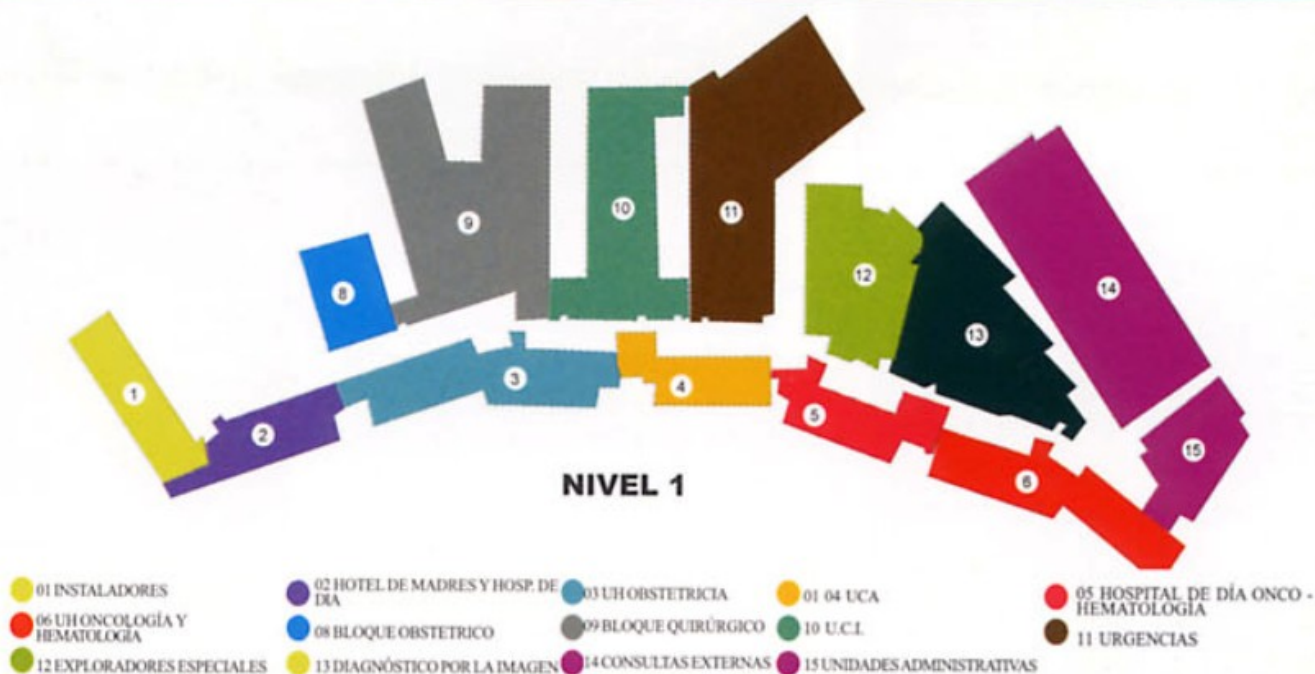 11
9
10
12
8
14
13
1
3
4
5
2
15
6
NIVEL 1
01 INSTALADORES
02 HOTEL DE MADRES Y HOSP. DE
DIA
03 UH OBSTETRICIA
01 04 UCA
05 HOSPITAL DE DÍA ONCO -
HEMATOLOGÍA
06 UH ONCOLOGÍA Y
HEMATOLOGÍA
08 BLOQUE OBSTETRICO
09 BLOQUE QUIRÚRGICO
10 U.C.I.
11 URGENCIAS
12 EXPLORADORES ESPECIALES
13 DIAGNÓSTICO POR LA IMAGEN
14 CONSULTAS EXTERNAS
15 UNIDADES ADMINISTRATIVAS